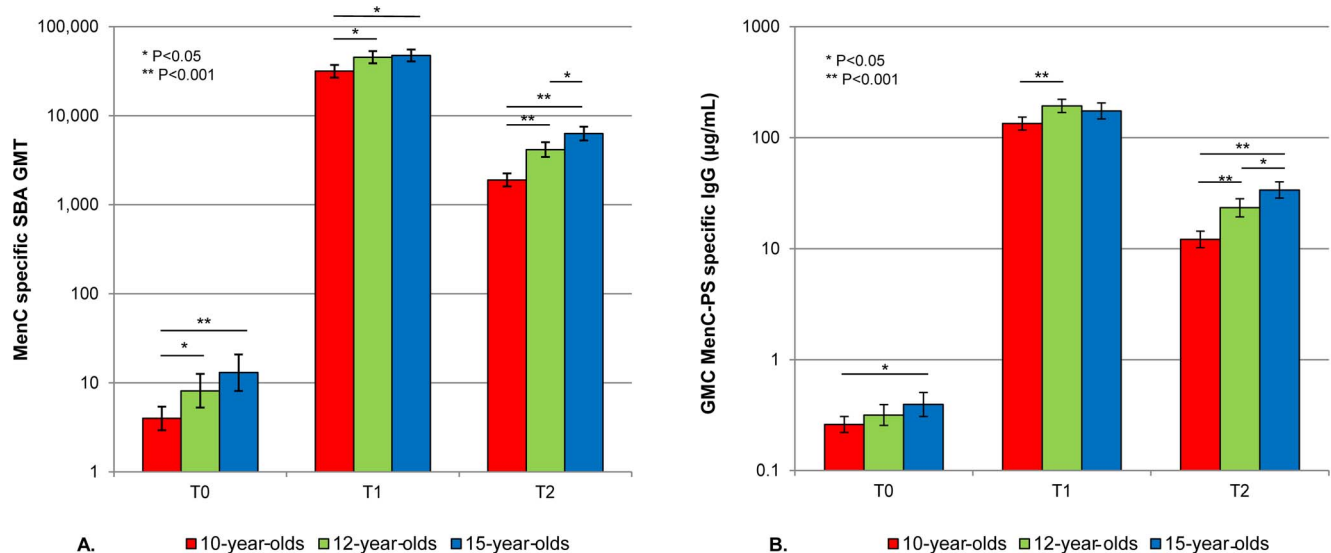 MenC specific SBA GMT
100,000
10,000
1,000
100
10
1
* P<0.05
** P<0.001
*
**
*
*
*
**
**
T0
T1
T2
A.
10-year-olds
12-year-olds
15-year-olds
GMC MenC-PS specific IgG (µg/mL)
1000
100
10
1
0.1
* P<0.05
** P<0.001
*
**
**
*
**
T0
T1
T2
B.
10-year-olds
12-year-olds
15-year-olds